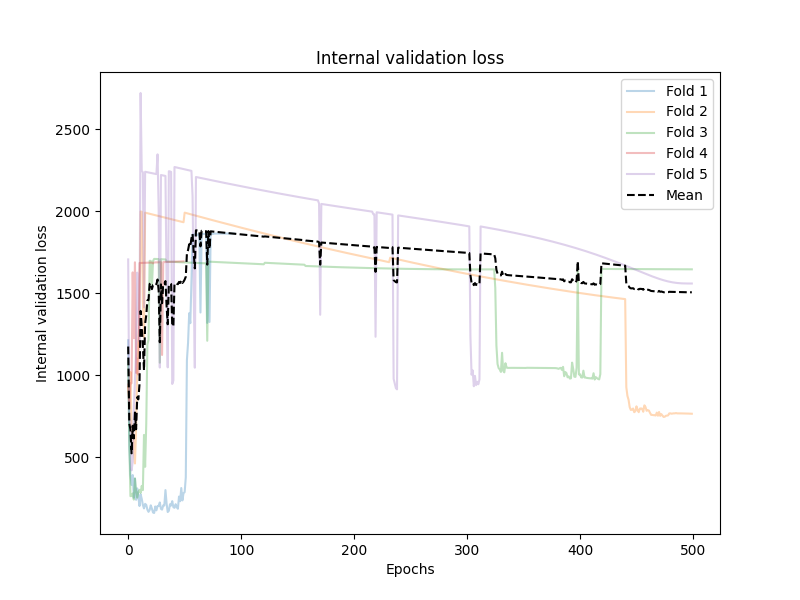 Internal validation loss
Internal validation loss
2500
2000
1500
1000
500
0
100
200
300
400
500
Epochs
Fold 1
Fold 2
Fold 3
Fold 4
Fold 5
Mean